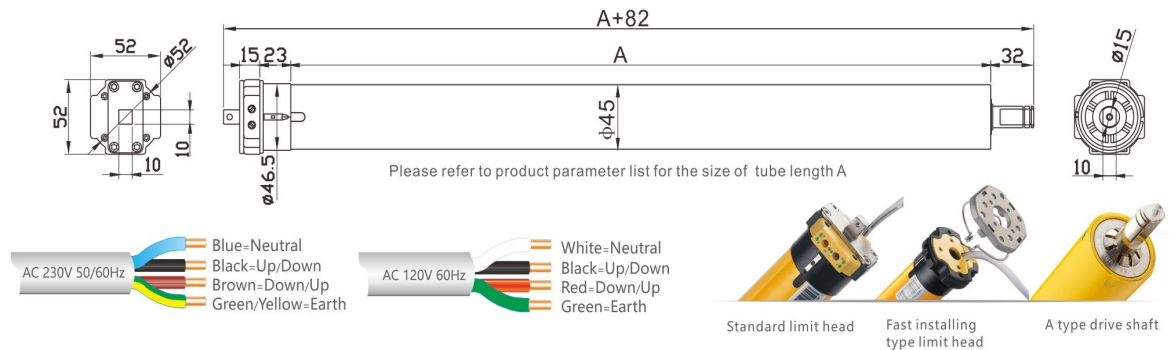 A+82
52
ø52
15
23
A
32
ø15
52
10
10
ø46.5
ϕ45
10
Please refer to product parameter list for the size of tube length A
AC 230V 50/60Hz
Blue=Neutral
Black=Up/Down
Brown=Down/Up
Green/Yellow=Earth
AC 120V 60Hz
White=Neutral
Black=Up/Down
Red=Down/Up
Green=Earth
Standard limit head
Fast installing
type limit head
A type drive shaft